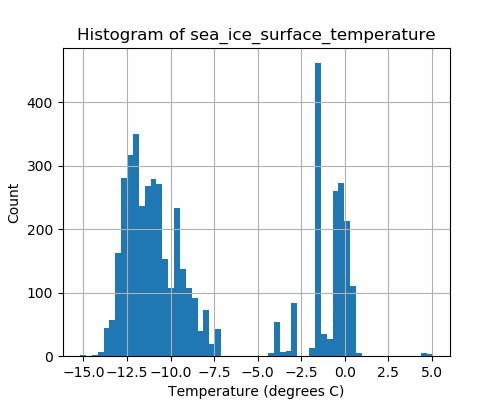 Histogram of sea_ice_surface_temperature
400
300
200
100
0
Count
−15.0 −12.5 −10.0 −7.5 −5.0 −2.5 0.0 2.5 5.0
Temperature (degrees C)